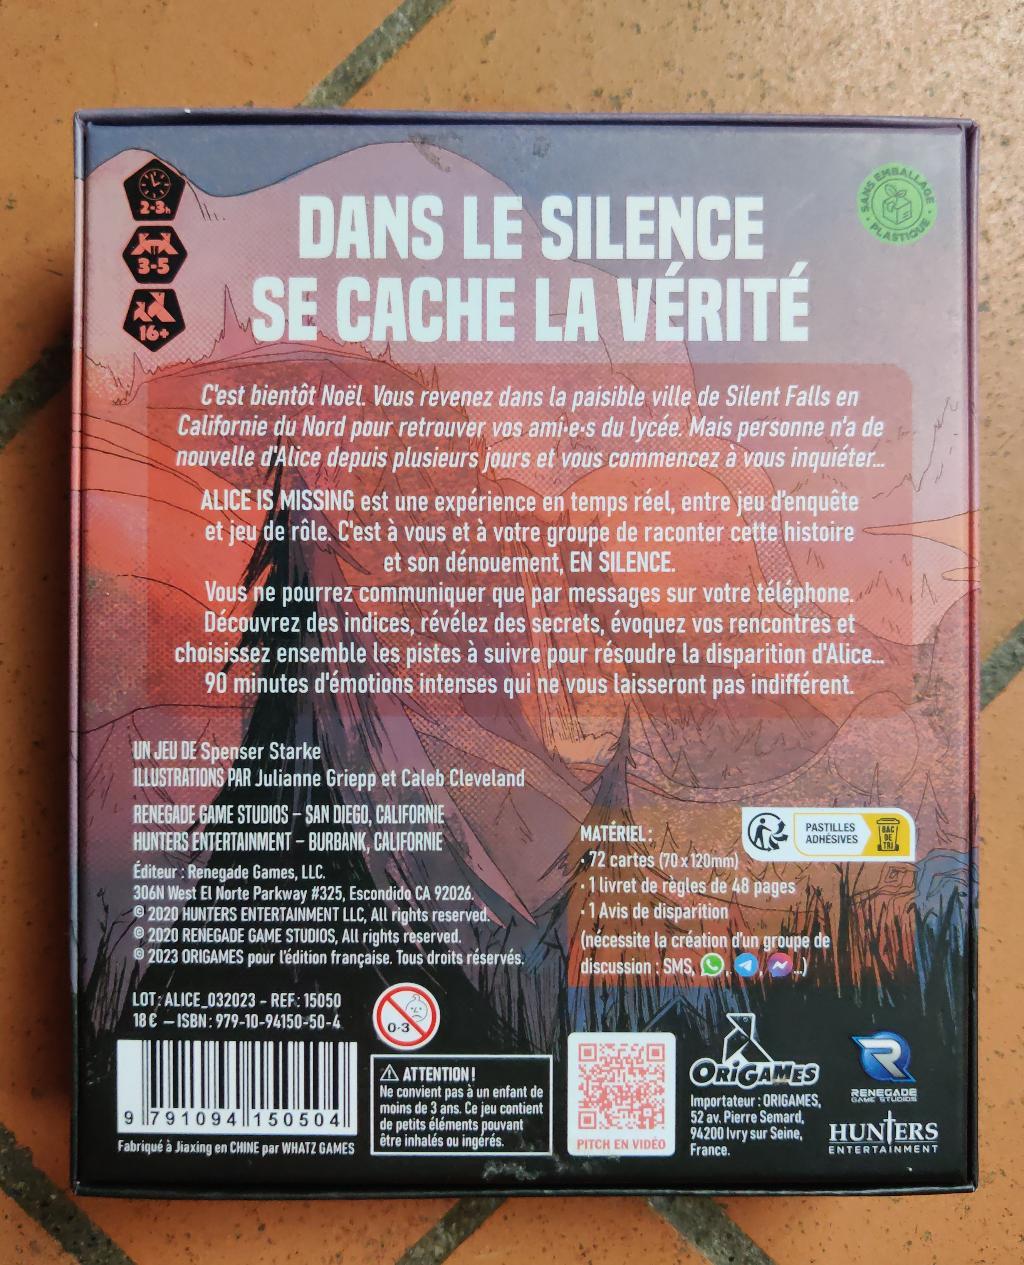 2-3h
3-5
16+
SANS EMBALLAGE
PLASTIQUE
DANS LE SILENCE
SE CACHE LA VÉRITÉ
C'est bientôt Noël. Vous revenez dans la paisible ville de Silent Falls en
Californie du Nord pour retrouver vos ami·e·s du lycée. Mais personne n'a de
nouvelle d'Alice depuis plusieurs jours et vous commencez à vous inquiéter...
ALICE IS MISSING est une expérience en temps réel, entre jeu d'enquête
et jeu de rôle. C'est à vous et à votre groupe de raconter cette histoire
et son dénouement, EN SILENCE.
Vous ne pourrez communiquer que par messages sur votre téléphone.
Découvrez des indices, révélez des secrets, évoquez vos rencontres et
choisissez ensemble les pistes à suivre pour résoudre la disparition d'Alice...
90 minutes d'émotions intenses qui ne vous laisseront pas indifférent.
UN JEU DE Spenser Starke
ILLUSTRATIONS PAR Julianne Griepp et Caleb Cleveland
RENEGADE GAME STUDIOS – SAN DIEGO, CALIFORNIE
HUNTERS ENTERTAINMENT – BURBANK, CALIFORNIE
Éditeur : Renegade Games, LLC.
306N West El Norte Parkway #325, Escondido CA 92026.
© 2020 HUNTERS ENTERTAINMENT LLC, All rights reserved.
© 2020 RENEGADE GAME STUDIOS, All rights reserved.
© 2023 ORIGAMES pour l'édition française. Tous droits réservés.
LOT : ALICE_032023 - REF : 15050
18 € – ISBN : 979-10-94150-50-4
9 791094 150504
Fabriqué à Jiaxing en CHINE par WHATZ GAMES
0-3
ATTENTION !
Ne convient pas à un enfant de
moins de 3 ans. Ce jeu contient
de petits éléments pouvant
être inhalés ou ingérés.
PASTILLES
ADHÉSIVES
BAC
DE
TRI
MATÉRIEL :
· 72 cartes (70 x 120mm)
· 1 livret de règles de 48 pages
· 1 Avis de disparition
(nécessite la création d'un groupe de
discussion : SMS, , , ...)
PITCH EN VIDÉO
ORIGAMES
Importateur : ORIGAMES,
52 av. Pierre Semard,
94200 Ivry sur Seine,
France.
R
RENEGADE
GAME STUDIOS
HUNTERS
ENTERTAINMENT